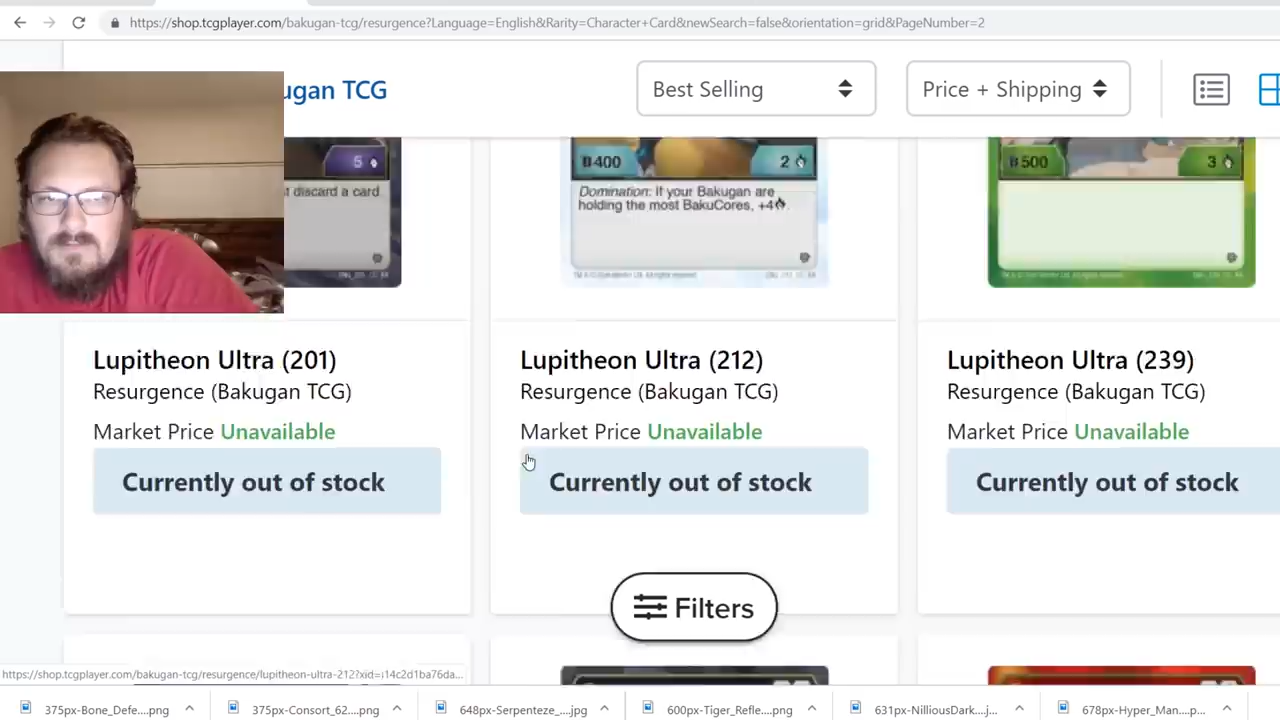 https://shop.tcgplayer.com/bakugan-tcg/resurgence?Language=English&Rarity=Character+Card&newSearch=false&orientation=grid&PageNumber=2
ugan TCG
Best Selling
Price + Shipping
5
t discard a card
B400
2
Domination: If your Bakugan are
holding the most BakuCores, +4
B500
3
Lupitheon Ultra (201)
Resurgence (Bakugan TCG)
Market Price Unavailable
Currently out of stock
Lupitheon Ultra (212)
Resurgence (Bakugan TCG)
Market Price Unavailable
Currently out of stock
Lupitheon Ultra (239)
Resurgence (Bakugan TCG)
Market Price Unavailable
Currently out of stock
Filters
https://shop.tcgplayer.com/bakugan-tcg/resurgence/lupitheon-ultra-212?xid=i14c2d1ba76da...
375px-Bone_Defe....png
375px-Consort_62....png
648px-Serpenteze_....jpg
600px-Tiger_Refle....png
631px-NilliousDark....j...
678px-Hyper_Man....p...